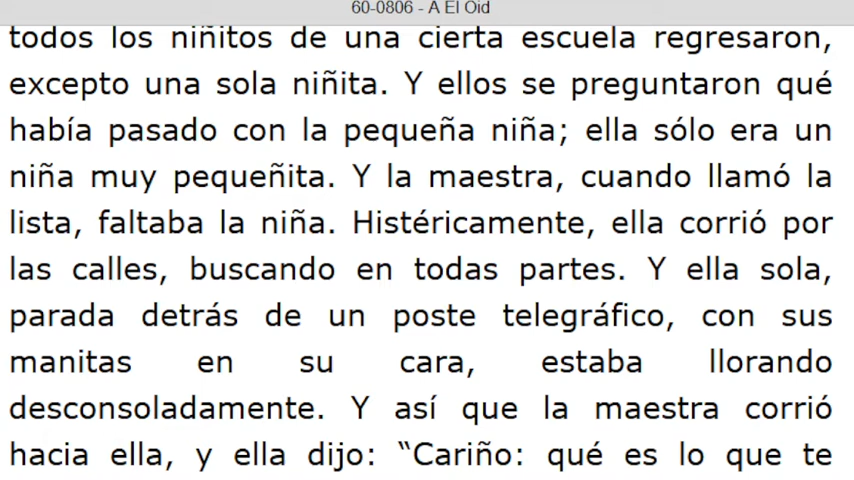 60-0806 - A El Oid
todos los niñitos de una cierta escuela regresaron,
excepto una sola niñita. Y ellos se preguntaron qué
había pasado con la pequeña niña; ella sólo era un
niña muy pequeñita. Y la maestra, cuando llamó la
lista, faltaba la niña. Histéricamente, ella corrió por
las calles, buscando en todas partes. Y ella sola,
parada detrás de un poste telegráfico, con sus
manitas en su cara, estaba llorando
desconsoladamente. Y así que la maestra corrió
hacia ella, y ella dijo: “Cariño: qué es lo que te